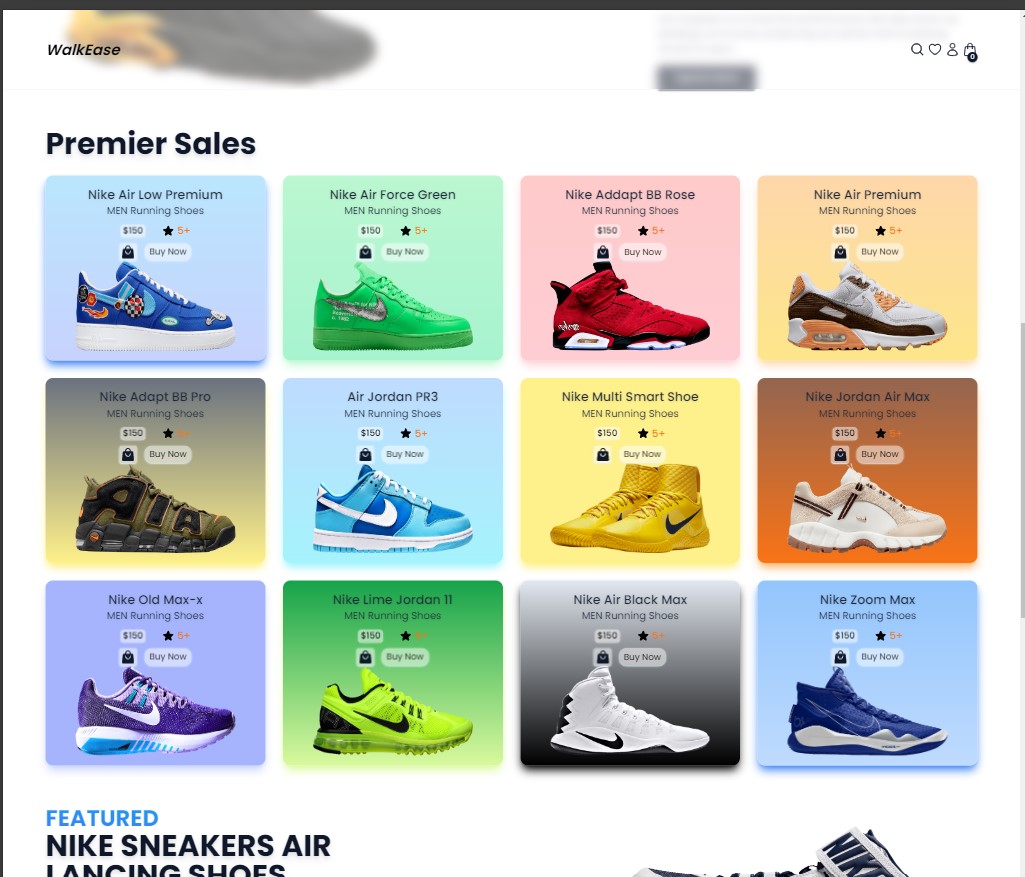 WalkEase
0
Premier Sales
Nike Air Low Premium
MEN Running Shoes
$150 5+
Buy Now
Nike Air Force Green
MEN Running Shoes
$150 5+
Buy Now
Nike Addapt BB Rose
MEN Running Shoes
$150 5+
Buy Now
Nike Air Premium
MEN Running Shoes
$150 5+
Buy Now
Nike Adapt BB Pro
MEN Running Shoes
$150 5+
Buy Now
Air Jordan PR3
MEN Running Shoes
$150 5+
Buy Now
Nike Multi Smart Shoe
MEN Running Shoes
$150 5+
Buy Now
Nike Jordan Air Max
MEN Running Shoes
$150 5+
Buy Now
Nike Old Max-x
MEN Running Shoes
$150 5+
Buy Now
Nike Lime Jordan 11
MEN Running Shoes
$150 5+
Buy Now
Nike Air Black Max
MEN Running Shoes
$150 5+
Buy Now
Nike Zoom Max
MEN Running Shoes
$150 5+
Buy Now
FEATURED
NIKE SNEAKERS AIR
LANCING SHOES